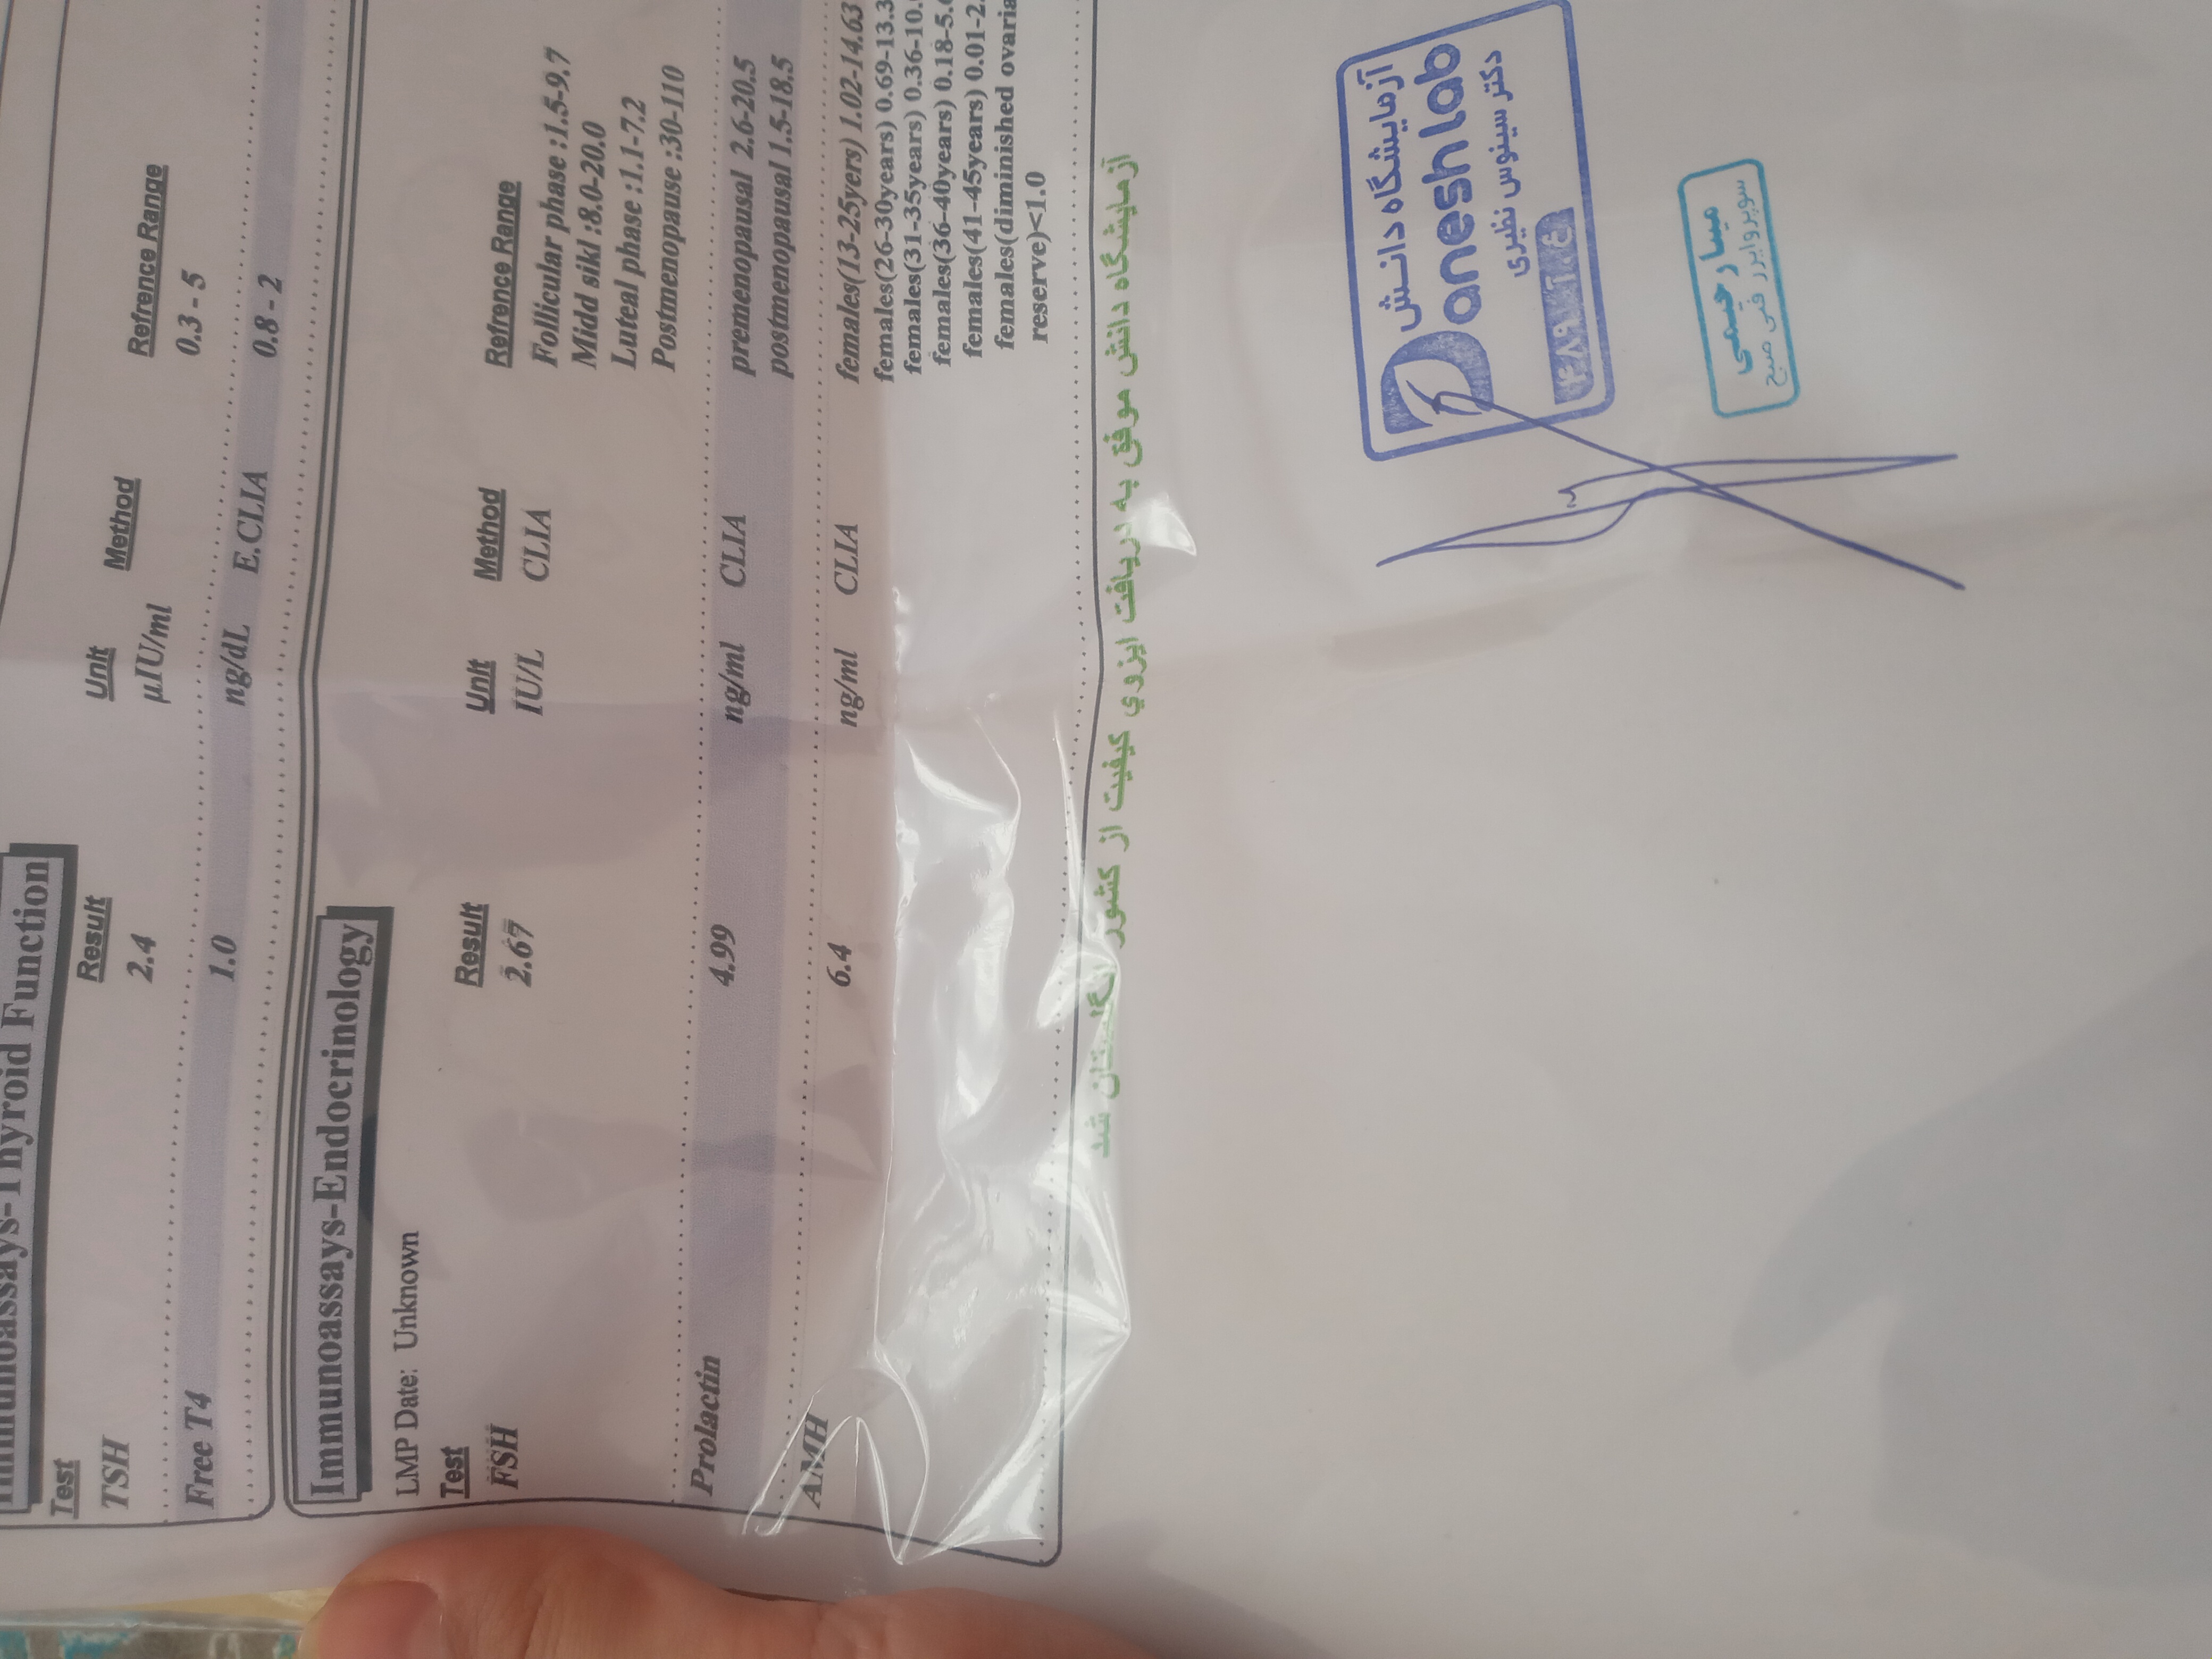 Immunoassays-Thyroid Function
Test Result Unit Method Refrence Range
TSH 2.4 µIU/ml 0.3 - 5
Free T4 1.0 ng/dL E.CLIA 0.8 - 2
Immunoassays-Endocrinology
LMP Date: Unknown
Test Result Unit Method Refrence Range
FSH 2.67 IU/L CLIA Follicular phase :1.5-9.7
Midd sikl :8.0-20.0
Luteal phase :1.1-7.2
Postmenopause :30-110
Prolactin 4.99 ng/ml CLIA premenopausal 2.6-20.5
postmenopausal 1.5-18.5
AMH 6.4 ng/ml CLIA females(13-25yers) 1.02-14.63
females(26-30years) 0.69-13.3
females(31-35years) 0.36-10.
females(36-40years) 0.18-5.
females(41-45years) 0.01-2.
females(diminished ovaria
reserve)<1.0
آزمایشگاه دانش موفق به دریافت ایزوی کیفیت از کشور انگلستان شد
آزمایشگاه دانش
Danesh lab
دکتر سینوس نظیری
میسا رحیمی
سوپروایزر فنی صبح